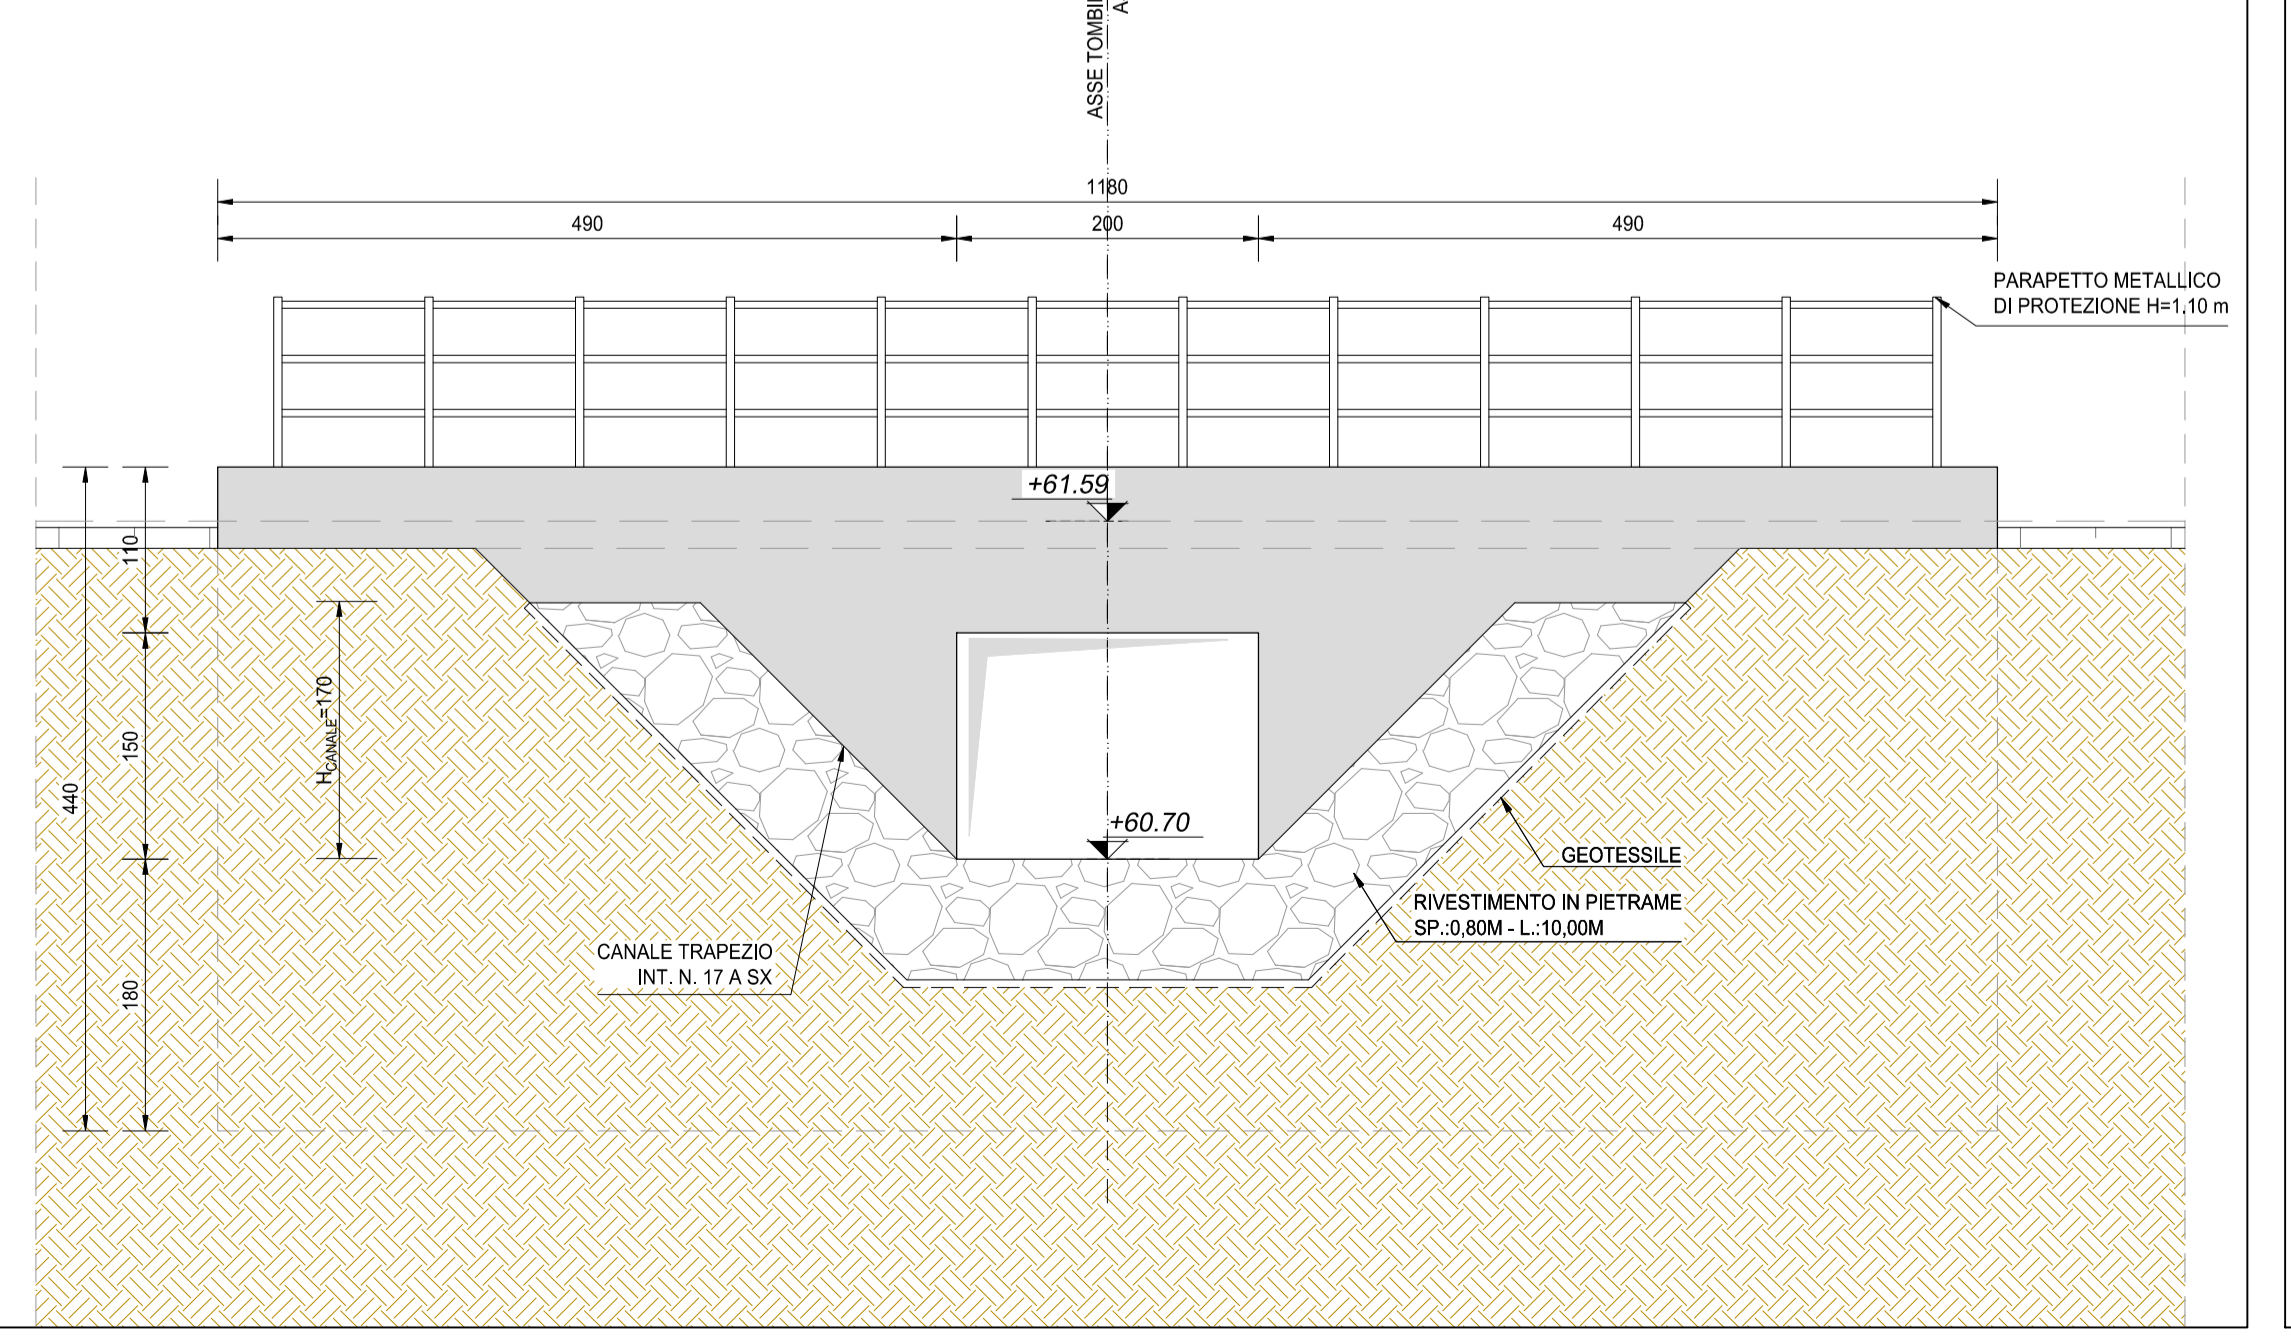 ASSE TOMBI
A
1180
490
200
490
PARAPETTO METALLICO
DI PROTEZIONE H=1,10 m
+61.59
110
HCANALE=170
150
440
+60.70
GEOTESSILE
RIVESTIMENTO IN PIETRAME
SP.:0,80M - L.:10,00M
CANALE TRAPEZIO
INT. N. 17 A SX
180